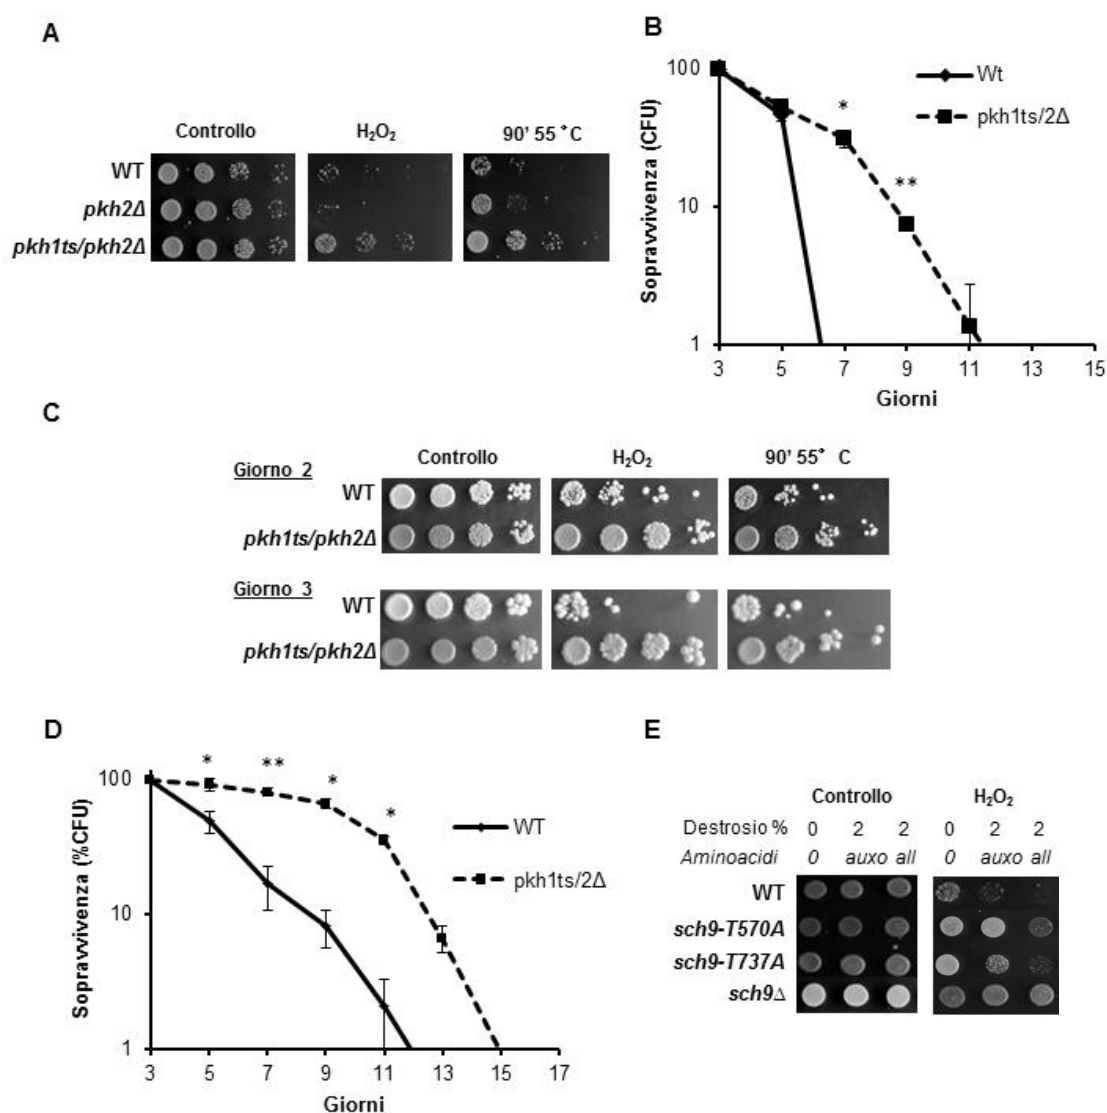 A
Controllo H₂O₂ 90' 55°C
WT
pkh2Δ
pkh1ts/pkh2Δ
B
Sopravvivenza (CFU)
100
10
1
* **
Wt
pkh1ts/2Δ
3 5 7 9 11 13 15
Giorni
C
Controllo H₂O₂ 90' 55° C
Giorno 2
WT
pkh1ts/pkh2Δ
Giorno 3
WT
pkh1ts/pkh2Δ
D
Sopravvivenza (%CFU)
100
10
1
* ** * *
WT
pkh1ts/2Δ
3 5 7 9 11 13 15 17
Giorni
E
Controllo H₂O₂
Destrosio % 0 2 2 0 2 2
Aminoacidi 0 auxo all 0 auxo all
WT
sch9-T570A
sch9-T737A
sch9Δ